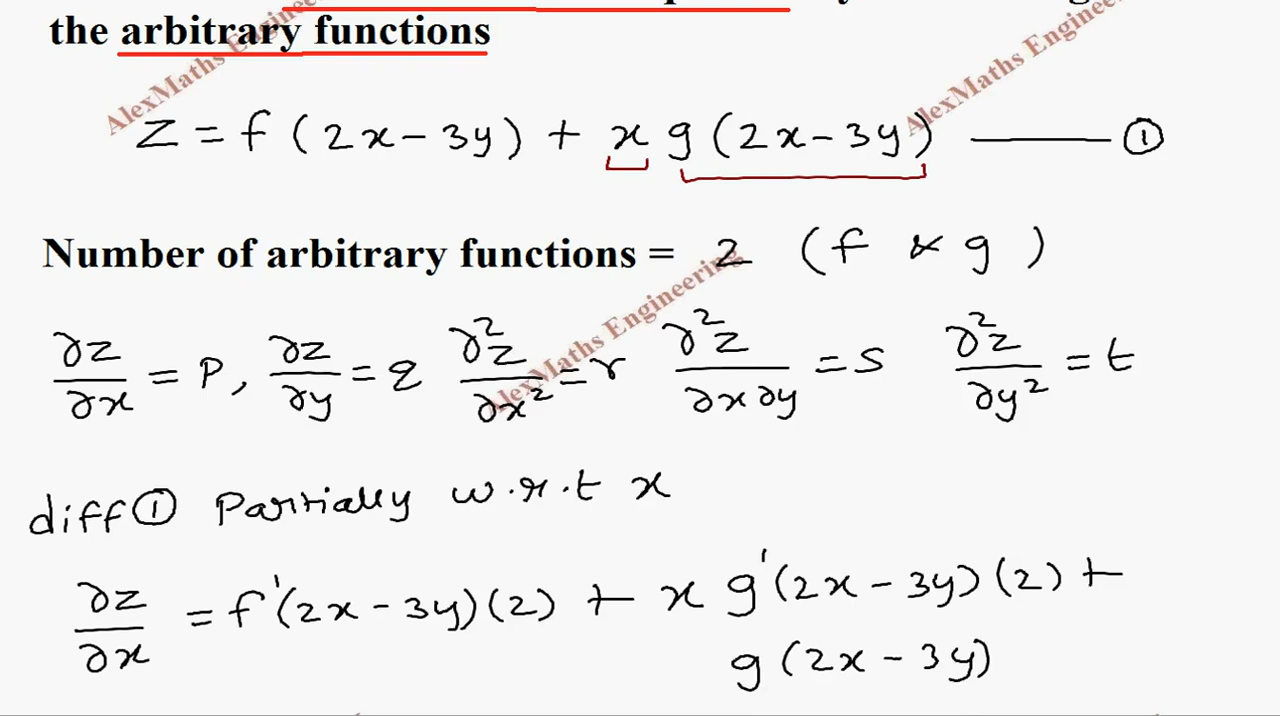 the arbitrary functions
z = f (2x - 3y) + x g (2x - 3y) ——— ①
Number of arbitrary functions = 2 (f & g)
∂z/∂x = p, ∂z/∂y = q ∂²z/∂x² = r ∂²z/∂x∂y = s ∂²z/∂y² = t
diff ① Partially w.r.t x
∂z/∂x = f'(2x - 3y)(2) + x g'(2x - 3y)(2) +
g (2x - 3y)
AlexMaths Engineering
AlexMaths Engineering
AlexMaths Engineering